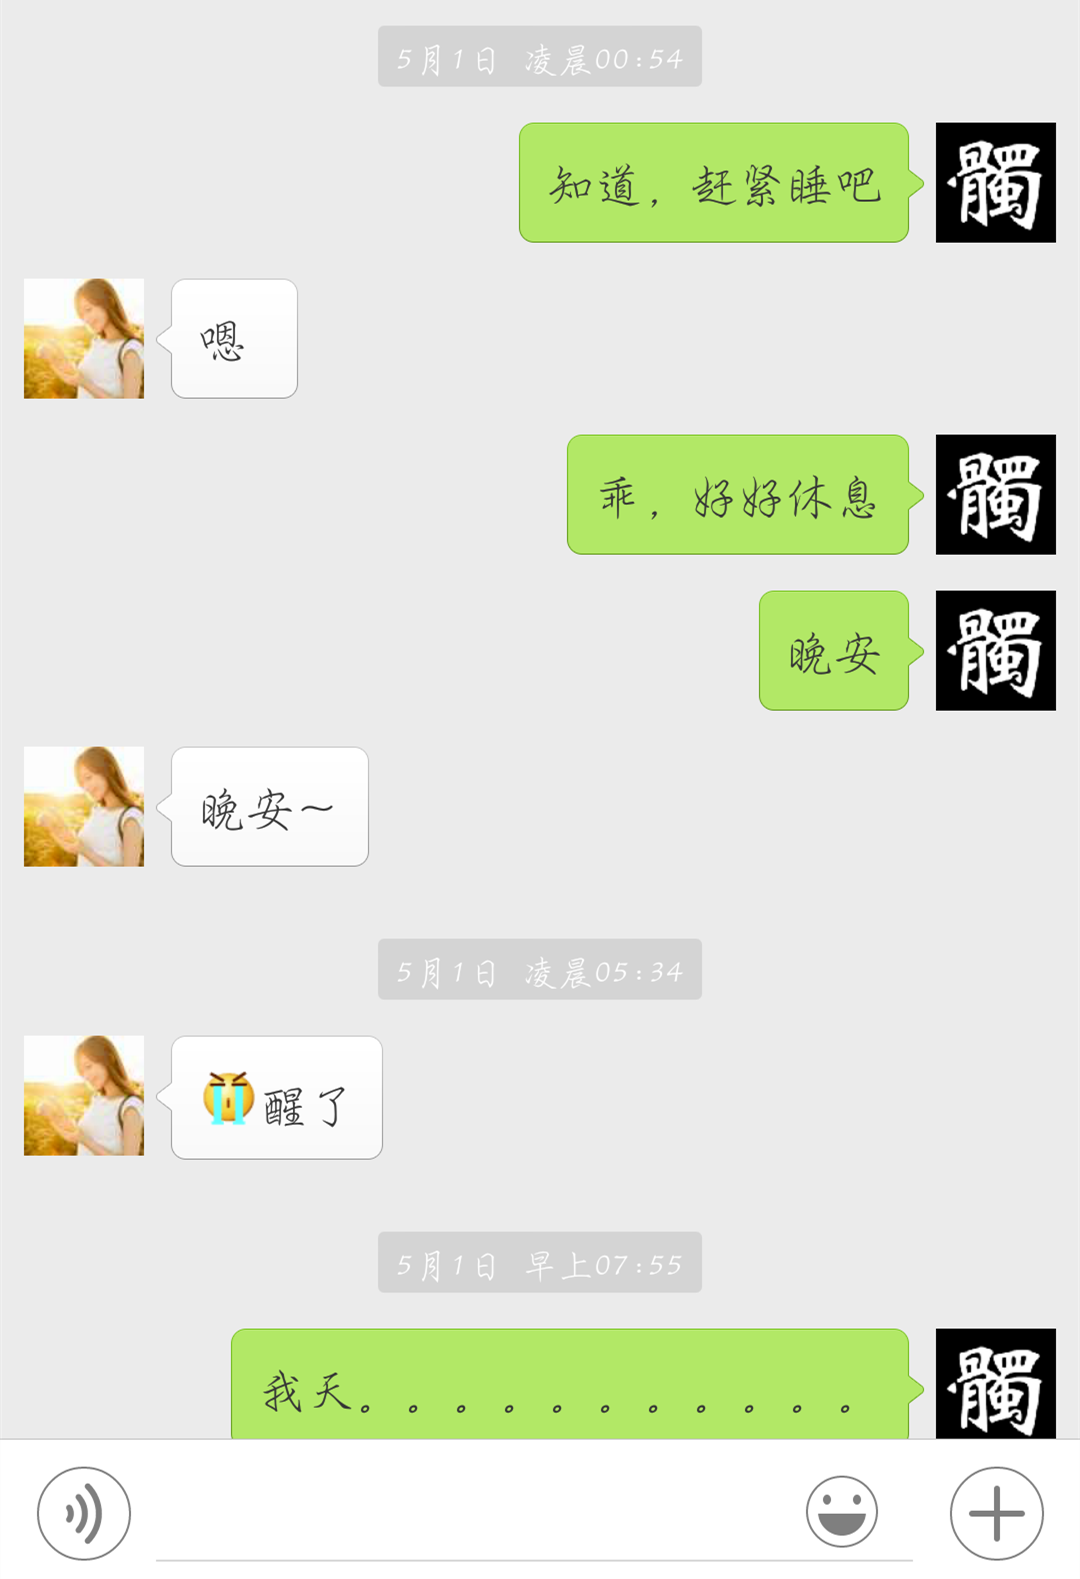 5月1日 凌晨00:54
知道，赶紧睡吧
髑
嗯
乖，好好休息
髑
晚安
髑
晚安～
5月1日 凌晨05:34
醒了
5月1日 早上07:55
我天。。。。。。。。。。。
髑